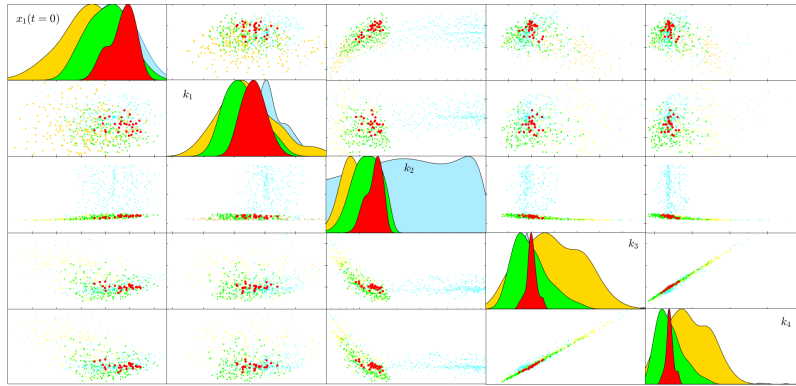 x₁(t = 0)
k₁
k₂
k₃
k₄